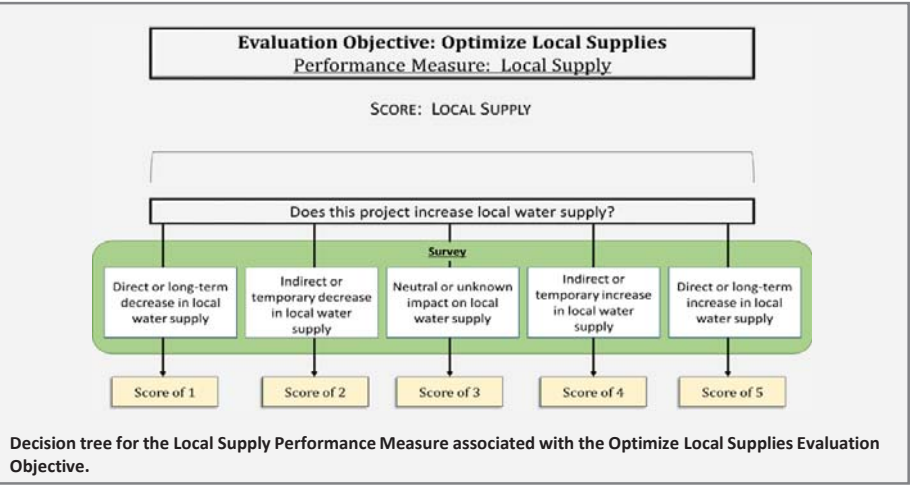 Evaluation Objective: Optimize Local Supplies
Performance Measure: Local Supply
SCORE: LOCAL SUPPLY
Does this project increase local water supply?
Survey
Direct or long-term
decrease in local
water supply
Indirect or
temporary decrease
in local water
supply
Neutral or unknown
impact on local
water supply
Indirect or
temporary increase
in local water
supply
Direct or long-term
increase in local
water supply
Score of 1
Score of 2
Score of 3
Score of 4
Score of 5
Decision tree for the Local Supply Performance Measure associated with the Optimize Local Supplies Evaluation
Objective.